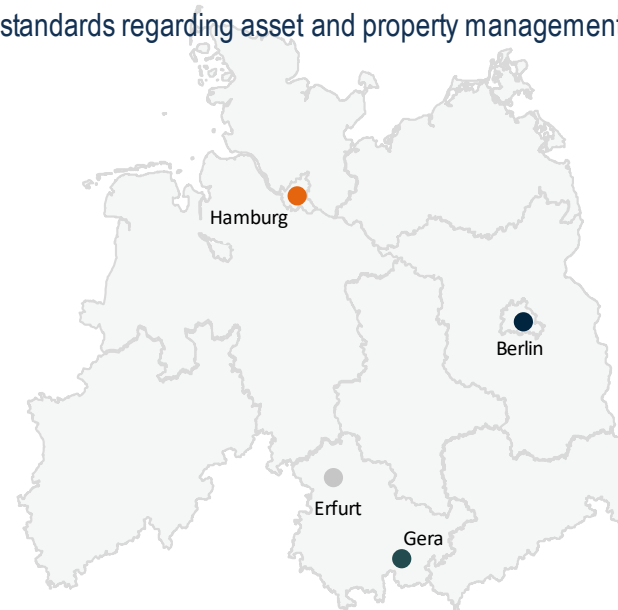 standards regarding asset and property management
Hamburg
Berlin
Erfurt
Gera